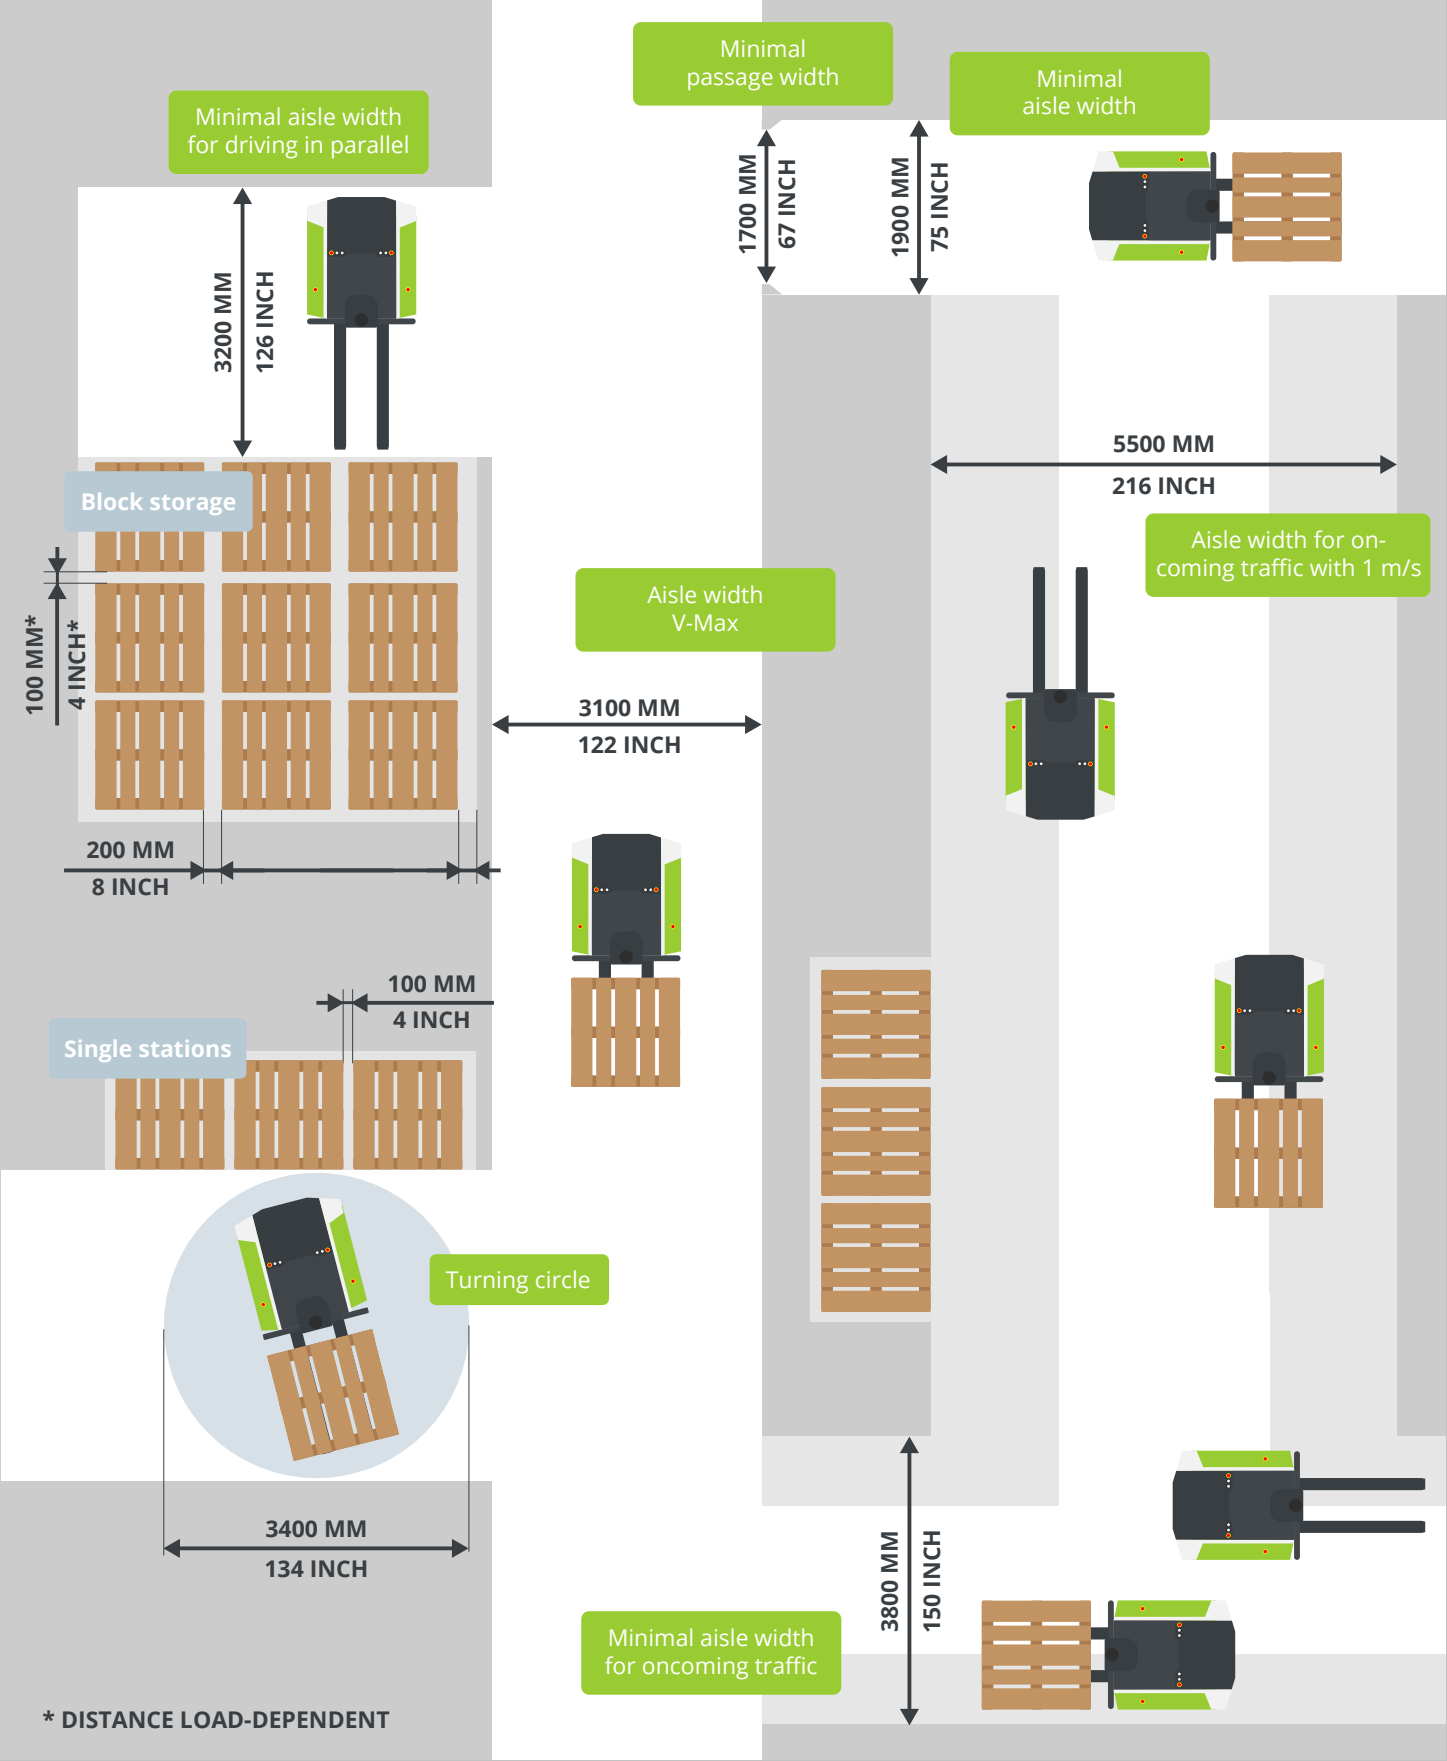 Minimal
passage width
Minimal
aisle width
Minimal aisle width
for driving in parallel
1700 MM
67 INCH
1900 MM
75 INCH
3200 MM
126 INCH
5500 MM
216 INCH
Block storage
Aisle width for on-
coming traffic with 1 m/s
Aisle width
V-Max
100 MM*
4 INCH*
3100 MM
122 INCH
200 MM
8 INCH
100 MM
4 INCH
Single stations
Turning circle
3400 MM
134 INCH
3800 MM
150 INCH
Minimal aisle width
for oncoming traffic
* DISTANCE LOAD-DEPENDENT